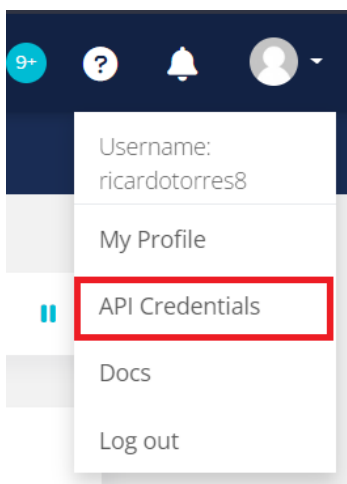 9+
?
Username:
ricardotorres8
My Profile
API Credentials
Docs
Log out